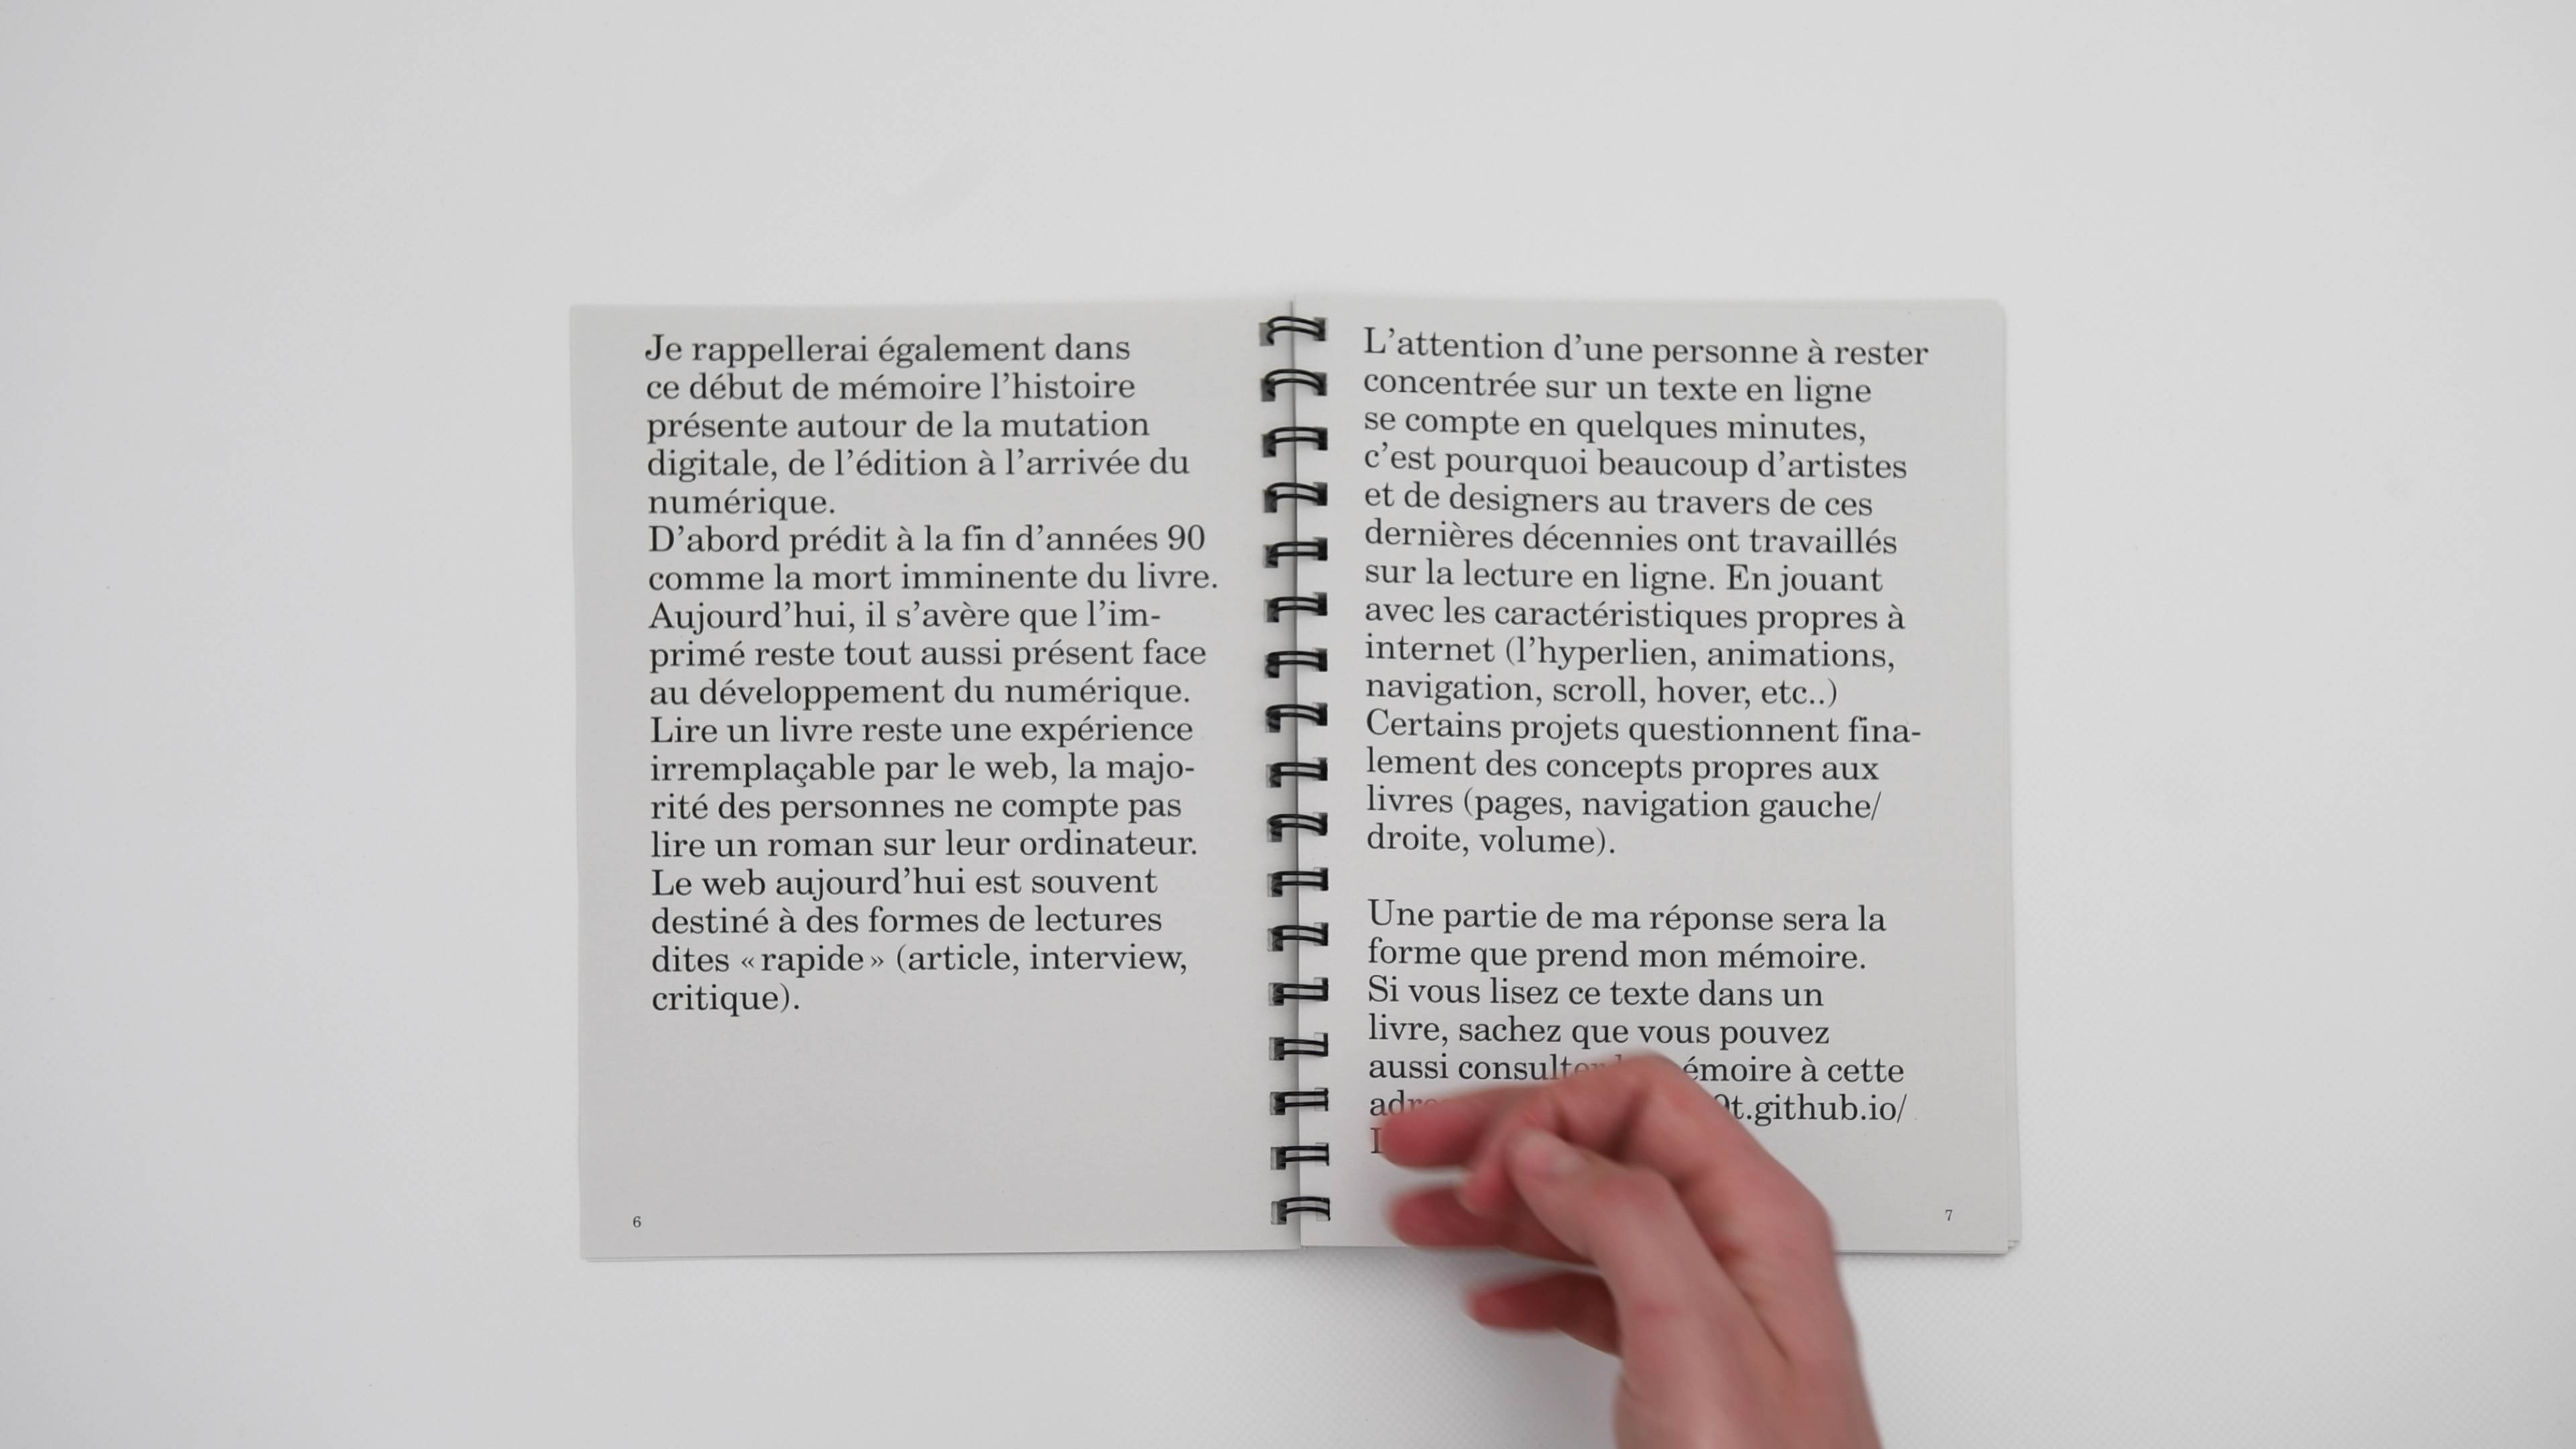 Je rappellerai également dans
ce début de mémoire l’histoire
présente autour de la mutation
digitale, de l’édition à l’arrivée du
numérique.
D’abord prédit à la fin d’années 90
comme la mort imminente du livre.
Aujourd’hui, il s’avère que l’im-
primé reste tout aussi présent face
au développement du numérique.
Lire un livre reste une expérience
irremplaçable par le web, la majo-
rité des personnes ne compte pas
lire un roman sur leur ordinateur.
Le web aujourd’hui est souvent
destiné à des formes de lectures
dites « rapide » (article, interview,
critique).
6
L’attention d’une personne à rester
concentrée sur un texte en ligne
se compte en quelques minutes,
c’est pourquoi beaucoup d’artistes
et de designers au travers de ces
dernières décennies ont travaillés
sur la lecture en ligne. En jouant
avec les caractéristiques propres à
internet (l’hyperlien, animations,
navigation, scroll, hover, etc..)
Certains projets questionnent fina-
lement des concepts propres aux
livres (pages, navigation gauche/
droite, volume).
Une partie de ma réponse sera la
forme que prend mon mémoire.
Si vous lisez ce texte dans un
livre, sachez que vous pouvez
aussi à cette
t.github.io/
7